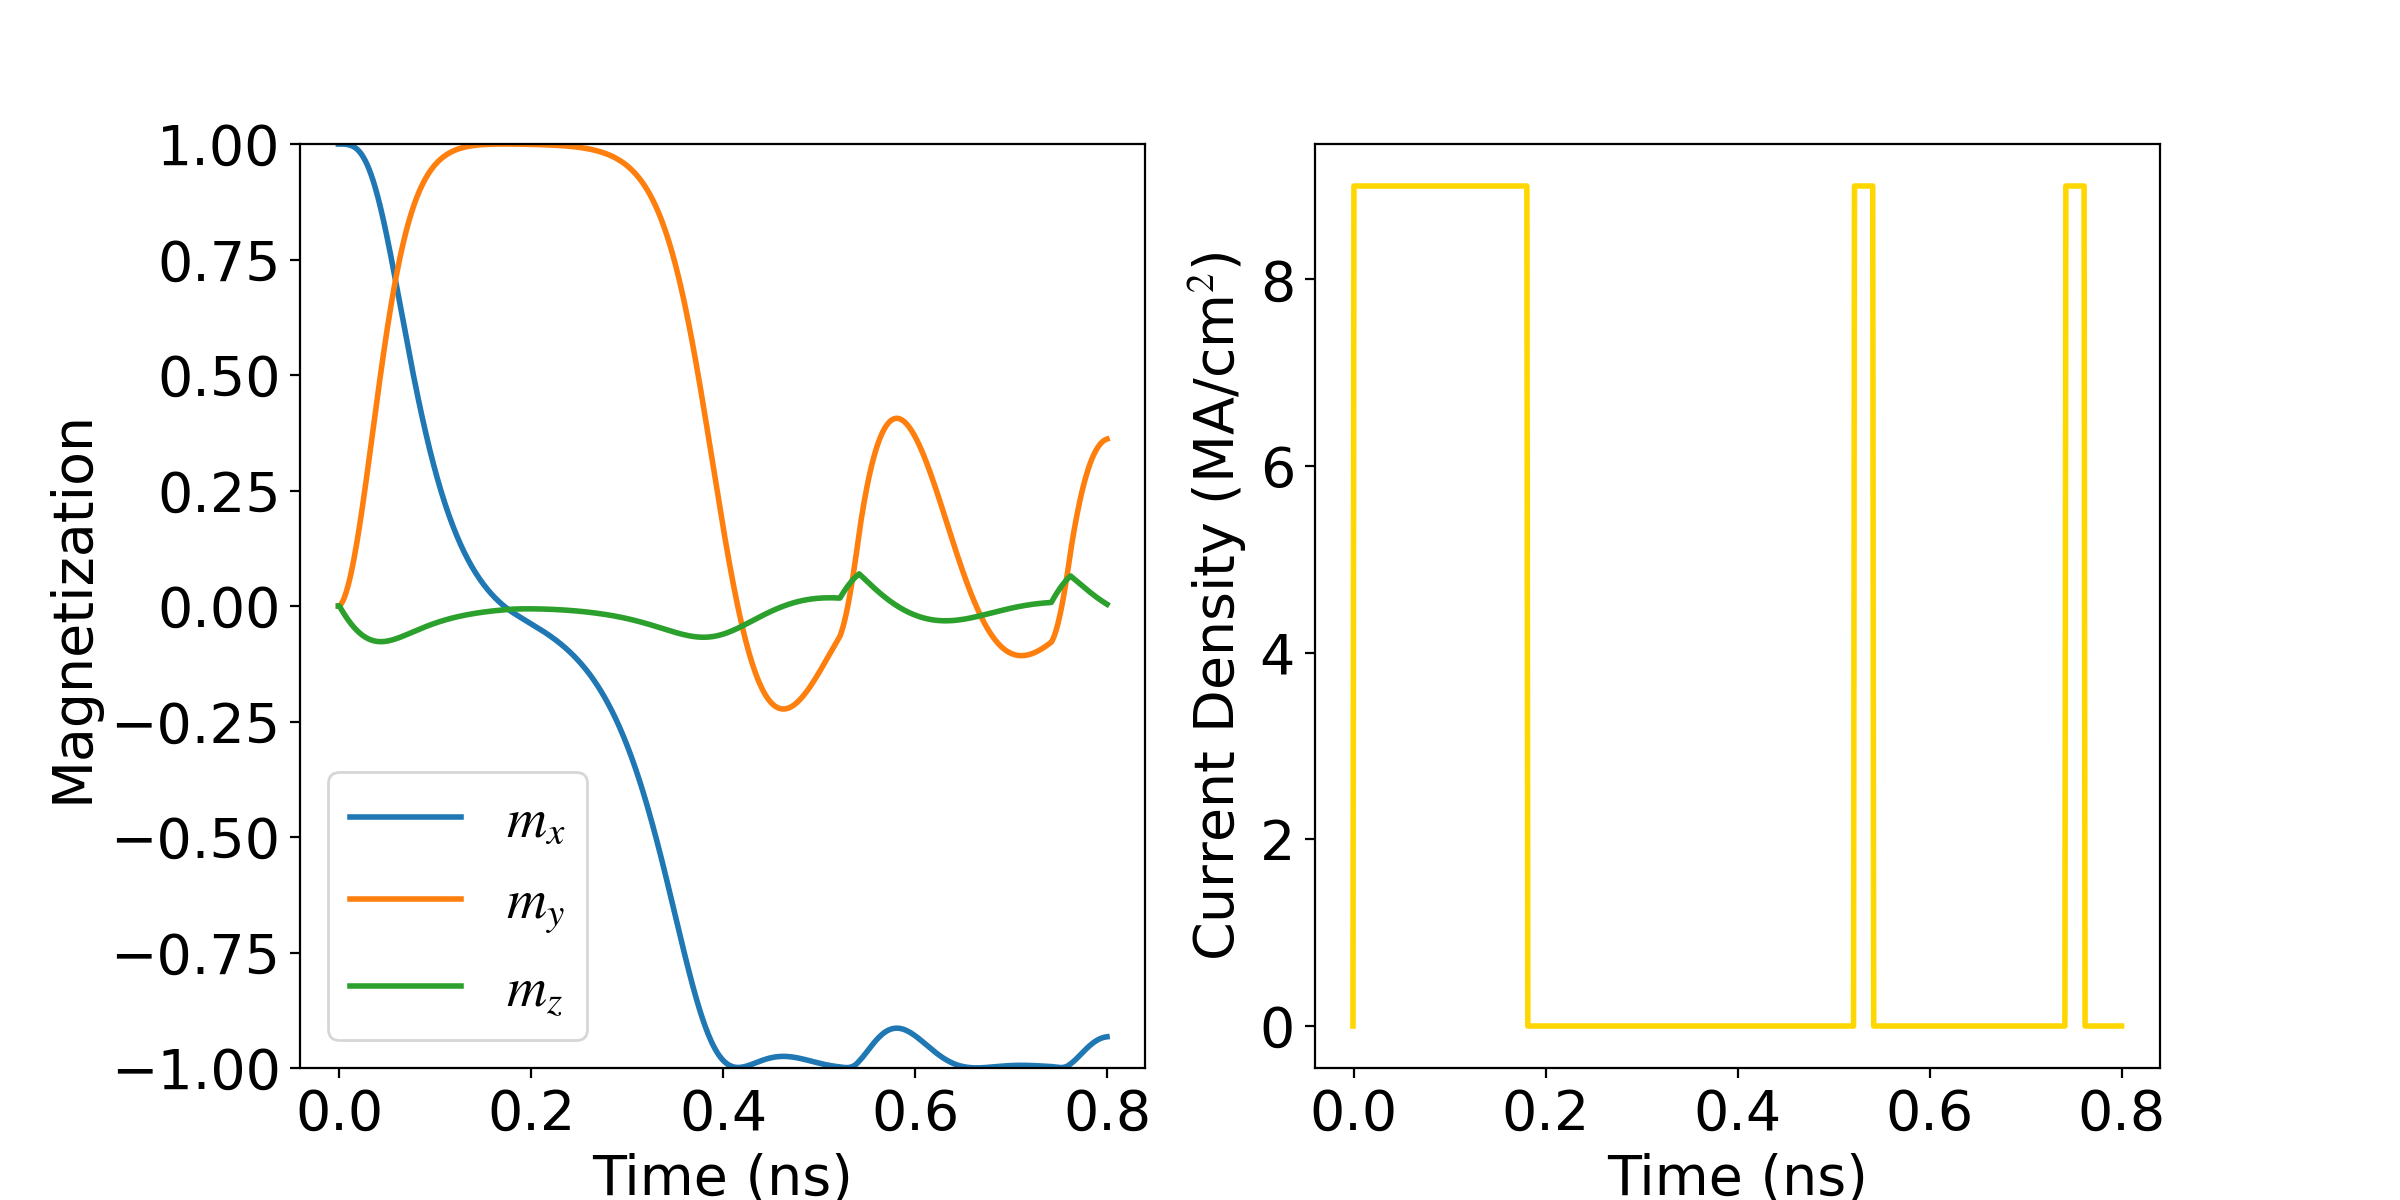 1.00
0.75
0.50
0.25
0.00
−0.25
−0.50
−0.75
−1.00
Magnetization
m_x
m_y
m_z
0.0 0.2 0.4 0.6 0.8
Time (ns)
8
6
4
2
0
Current Density (MA/cm²)
0.0 0.2 0.4 0.6 0.8
Time (ns)